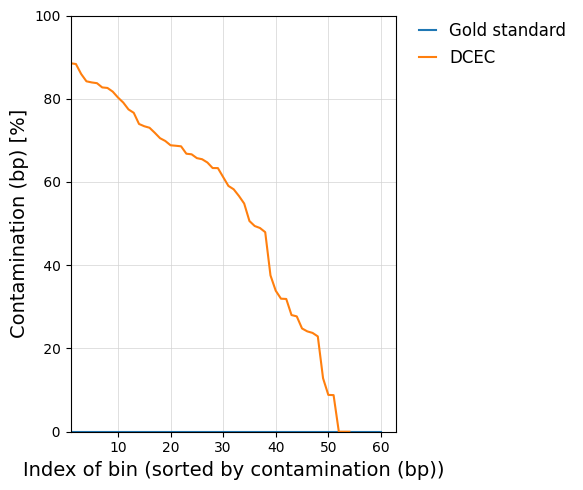 Gold standard
DCEC
Contamination (bp) [%]
100
80
60
40
20
0
10 20 30 40 50 60
Index of bin (sorted by contamination (bp))